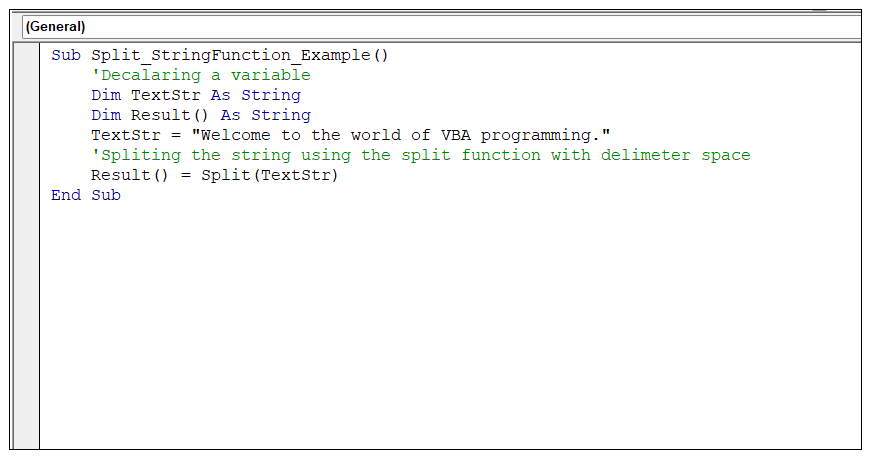 (General)
Sub Split_StringFunction_Example()
'Decalaring a variable
Dim TextStr As String
Dim Result() As String
TextStr = "Welcome to the world of VBA programming."
'Spliting the string using the split function with delimeter space
Result() = Split(TextStr)
End Sub